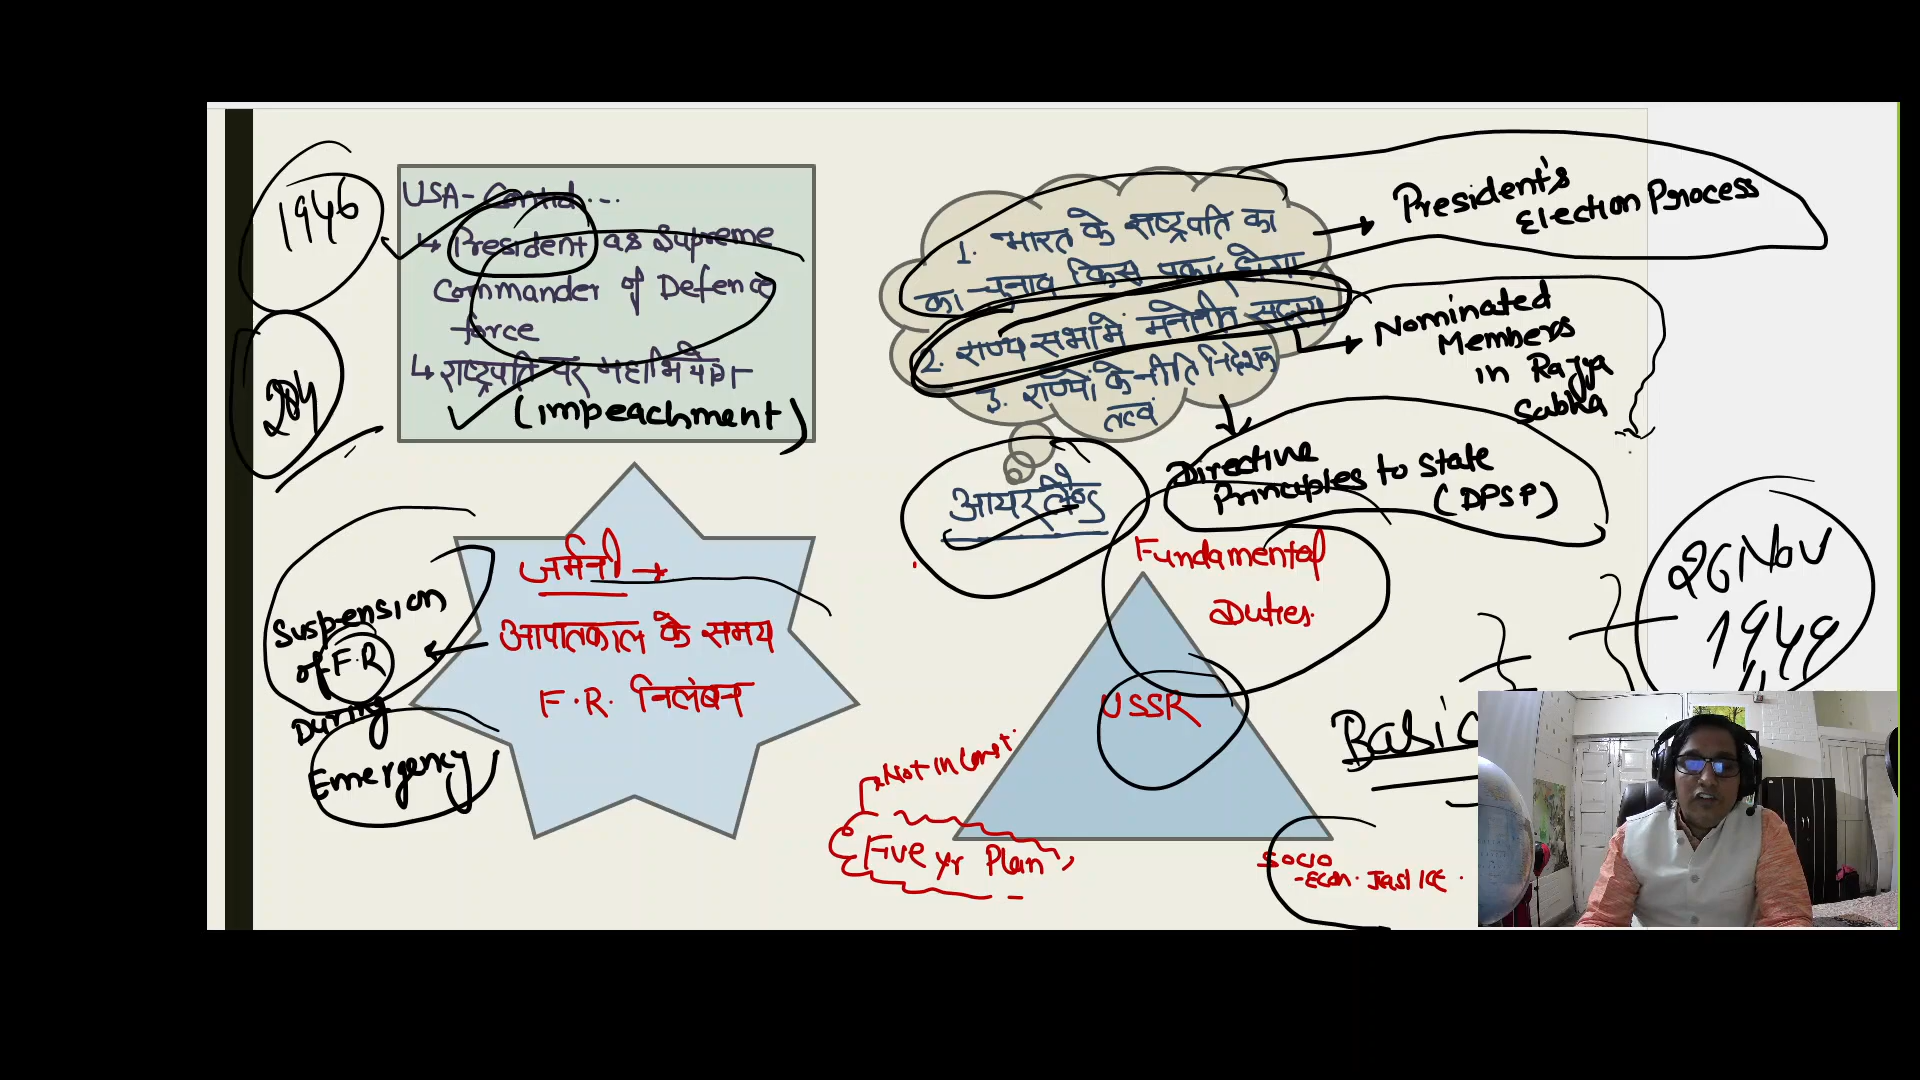 1946
USA- Contd...
↳ President as Supreme
Commander of Defence
force
↳ राष्ट्रपति पर महाभियोग
(impeachment)
1. भारत के राष्ट्रपति का
का चुनाव किस प्रकार होगा
2. राज्य सभा में मनोनीत सदस्य
3. राज्यों के नीति निदेशक
तत्व
आयरलैंड
→ President's
Election Process
→ Nominated
Members
in Rajya
Sabha
Directive
Principles to State
(DPSP)
जर्मनी →
आपातकाल के समय
F.R. निलंबन
Suspension
of F.R
During
Emergency
Fundamental
Duties.
USSR
Not in Const.
Five yr Plan
Socio
-Econ. Justice.
26 Nov
1949
Basic